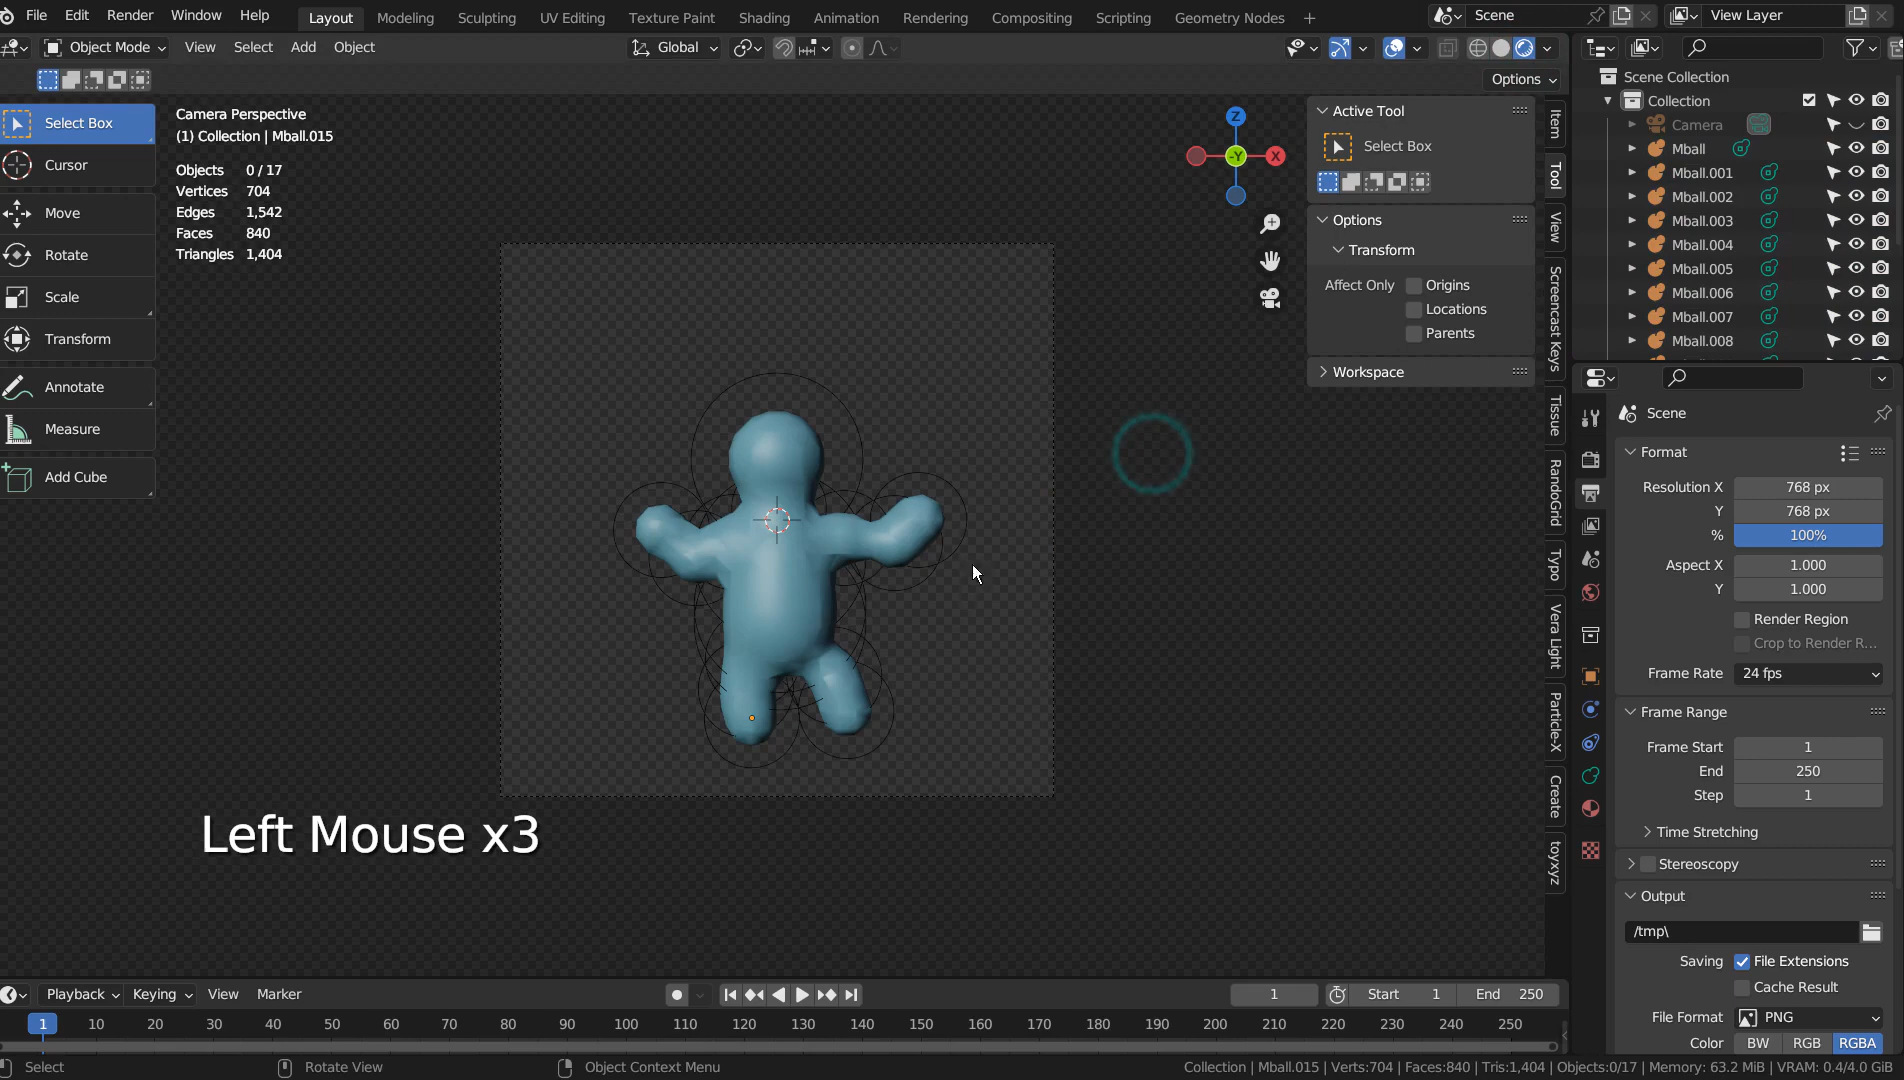 File Edit Render Window Help Layout Modeling Sculpting UV Editing Texture Paint Shading Animation Rendering Compositing Scripting Geometry Nodes + Scene View Layer
Object Mode View Select Add Object Global
Options
Select Box
Cursor
Move
Rotate
Scale
Transform
Annotate
Measure
Add Cube
Camera Perspective
(1) Collection | Mball.015
Objects 0 / 17
Vertices 704
Edges 1,542
Faces 840
Triangles 1,404
Z
-Y
X
Active Tool
Select Box
Options
Transform
Affect Only Origins
Locations
Parents
Workspace
Item
Tool
View
Screencast Keys
Tissue
RandoGrid
Typo
Vera Light
Particle-X
Create
toyxyz
Scene Collection
Collection
Camera
Mball
Mball.001
Mball.002
Mball.003
Mball.004
Mball.005
Mball.006
Mball.007
Mball.008
Scene
Format
Resolution X 768 px
Y 768 px
% 100%
Aspect X 1.000
Y 1.000
Render Region
Crop to Render R...
Frame Rate 24 fps
Frame Range
Frame Start 1
End 250
Step 1
Time Stretching
Stereoscopy
Output
/tmp\
Saving File Extensions
Cache Result
File Format PNG
Color BW RGB RGBA
Left Mouse x3
Playback Keying View Marker 1 Start 1 End 250
1 10 20 30 40 50 60 70 80 90 100 110 120 130 140 150 160 170 180 190 200 210 220 230 240 250
Select Rotate View Object Context Menu Collection | Mball.015 | Verts:704 | Faces:840 | Tris:1,404 | Objects:0/17 | Memory: 63.2 MiB | VRAM: 0.4/4.0 GiB